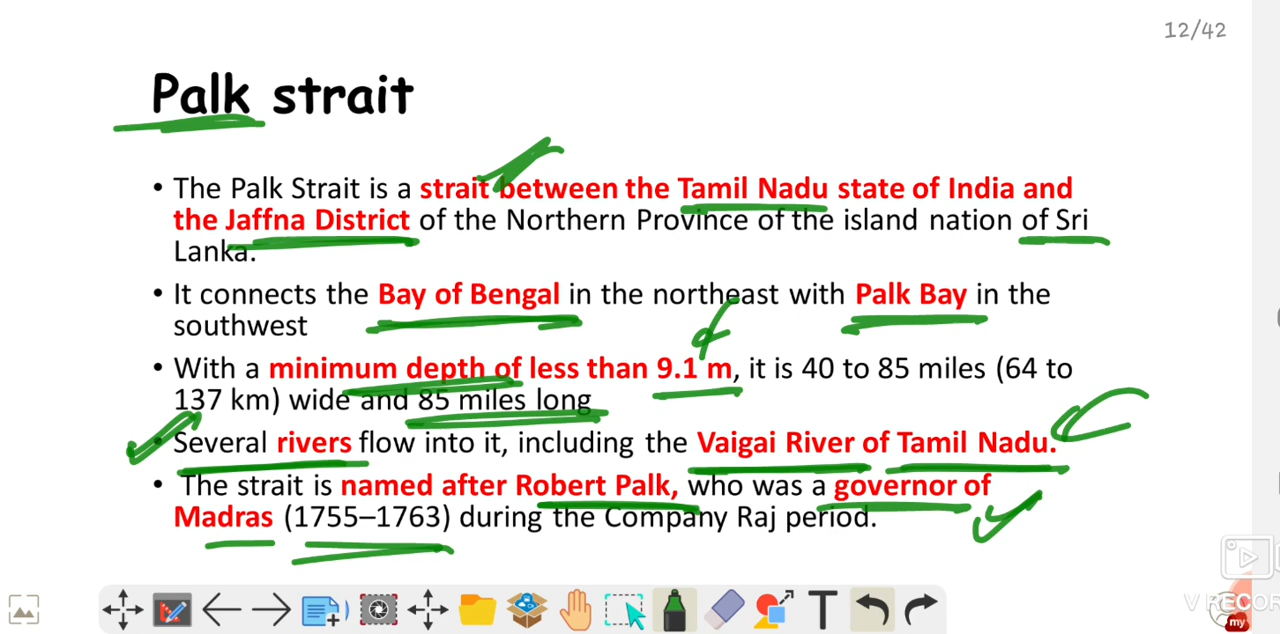 12/42
Palk strait
• The Palk Strait is a strait between the Tamil Nadu state of India and
the Jaffna District of the Northern Province of the island nation of Sri
Lanka.
• It connects the Bay of Bengal in the northeast with Palk Bay in the
southwest
• With a minimum depth of less than 9.1 m, it is 40 to 85 miles (64 to
137 km) wide and 85 miles long
Several rivers flow into it, including the Vaigai River of Tamil Nadu.
• The strait is named after Robert Palk, who was a governor of
Madras (1755–1763) during the Company Raj period.
T
V RECOR
my